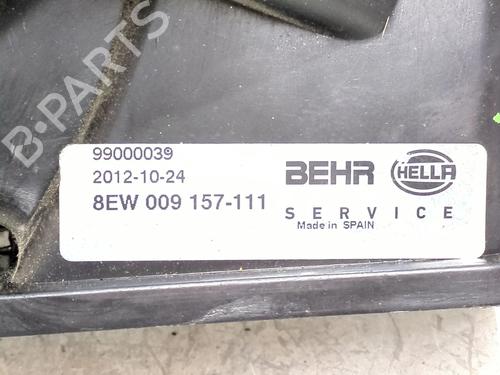 B-PARTS
99000039
2012-10-24
8EW 009 157-111
BEHR HELLA
SERVICE
Made in SPAIN